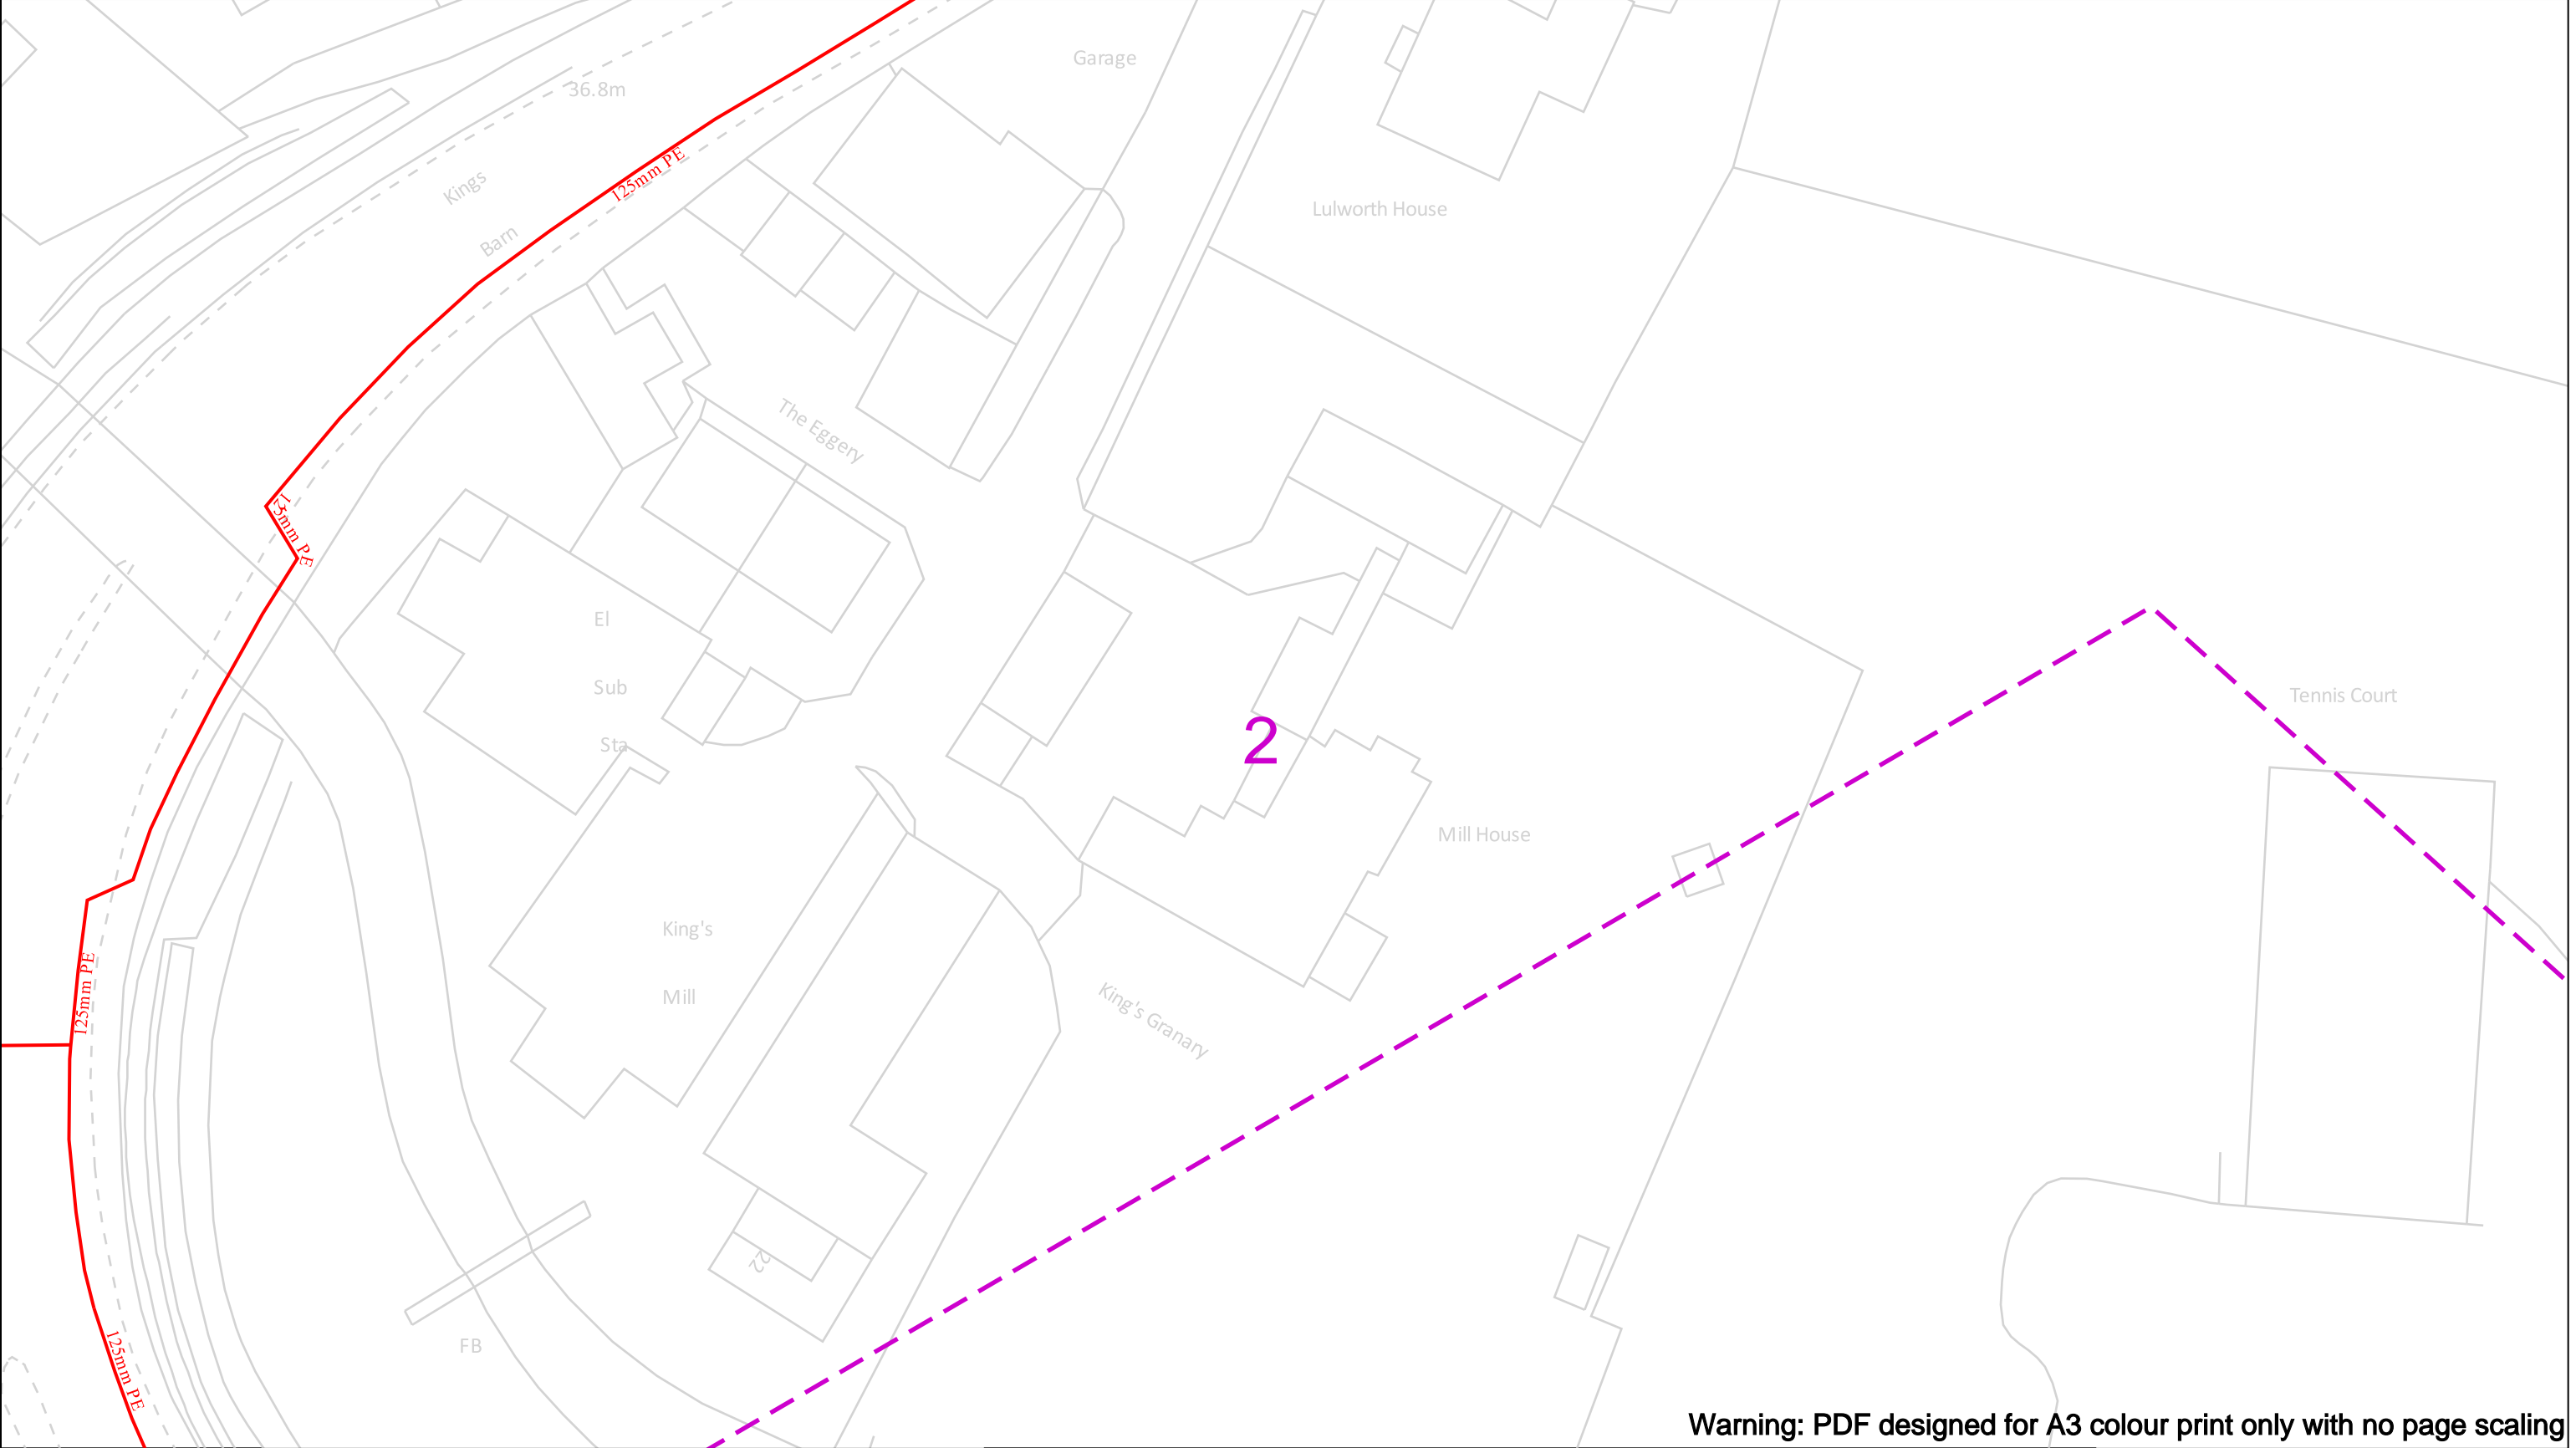 Garage
36.8m
125mm PE
Kings
Lulworth House
Barn
The Eggery
125mm PE
El
Sub
Sta
Tennis Court
2
Mill House
King's
125mm PE
Mill
King's Granary
22
FB
125mm PE
Warning: PDF designed for A3 colour print only with no page scaling